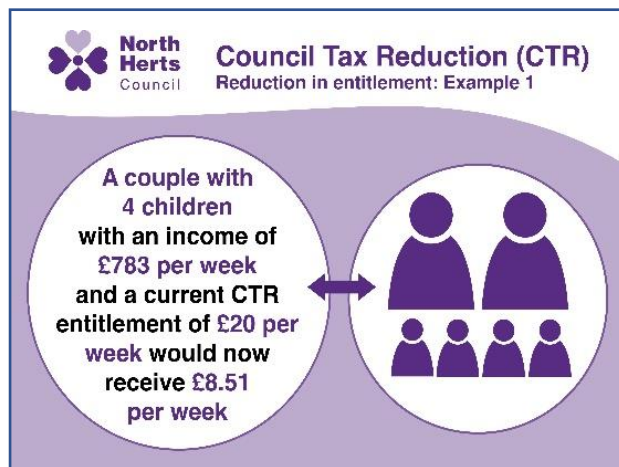 North
Herts
Council
Council Tax Reduction (CTR)
Reduction in entitlement: Example 1
A couple with
4 children
with an income of
£783 per week
and a current CTR
entitlement of £20 per
week would now
receive £8.51
per week